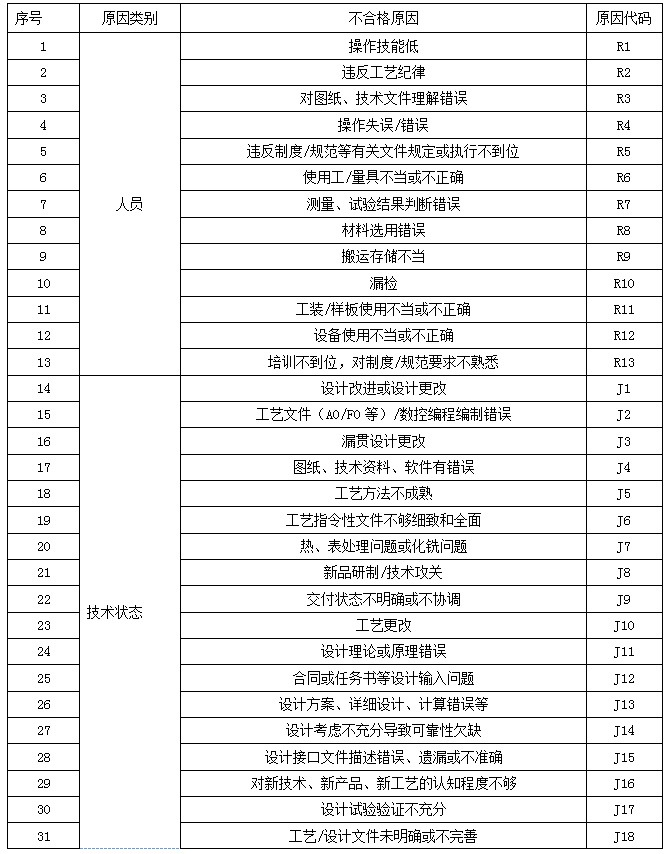 序号 原因类别 不合格原因 原因代码
1 操作技能低 R1
2 违反工艺纪律 R2
3 对图纸、技术文件理解错误 R3
4 操作失误/错误 R4
5 违反制度/规范等有关文件规定或执行不到位 R5
6 使用工/量具不当或不正确 R6
7 人员 测量、试验结果判断错误 R7
8 材料选用错误 R8
9 搬运存储不当 R9
10 漏检 R10
11 工装/样板使用不当或不正确 R11
12 设备使用不当或不正确 R12
13 培训不到位，对制度/规范要求不熟悉 R13
14 设计改进或设计更改 J1
15 工艺文件（AO/FO等）/数控编程编制错误 J2
16 漏贯设计更改 J3
17 图纸、技术资料、软件有错误 J4
18 工艺方法不成熟 J5
19 工艺指令性文件不够细致和全面 J6
20 热、表处理问题或化铣问题 J7
21 新品研制/技术攻关 J8
22 技术状态 交付状态不明确或不协调 J9
23 工艺更改 J10
24 设计理论或原理错误 J11
25 合同或任务书等设计输入问题 J12
26 设计方案、详细设计、计算错误等 J13
27 设计考虑不充分导致可靠性欠缺 J14
28 设计接口文件描述错误、遗漏或不准确 J15
29 对新技术、新产品、新工艺的认知程度不够 J16
30 设计试验验证不充分 J17
31 工艺/设计文件未明确或不完善 J18